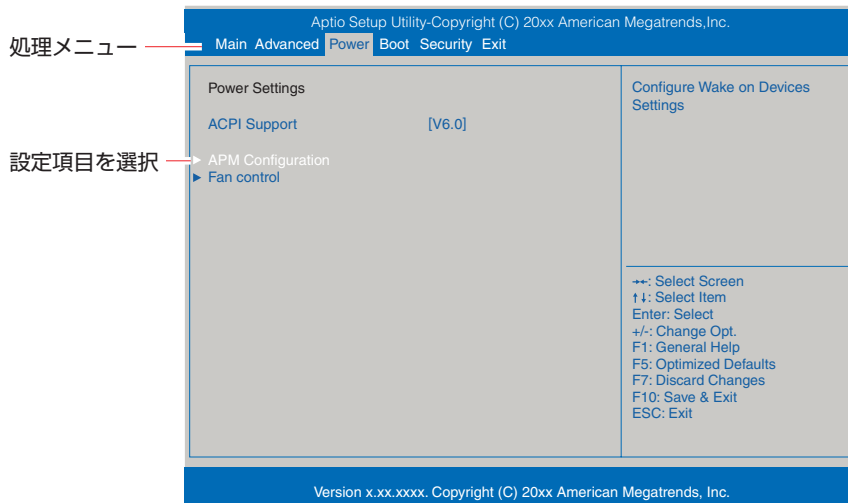 Aptio Setup Utility-Copyright (C) 20xx American Megatrends,Inc.
処理メニュー
Main Advanced Power Boot Security Exit
Power Settings
ACPI Support [V6.0]
設定項目を選択
▶ APM Configuration
▶ Fan control
Configure Wake on Devices
Settings
→←: Select Screen
↑↓: Select Item
Enter: Select
+/-: Change Opt.
F1: General Help
F5: Optimized Defaults
F7: Discard Changes
F10: Save & Exit
ESC: Exit
Version x.xx.xxxx. Copyright (C) 20xx American Megatrends, Inc.